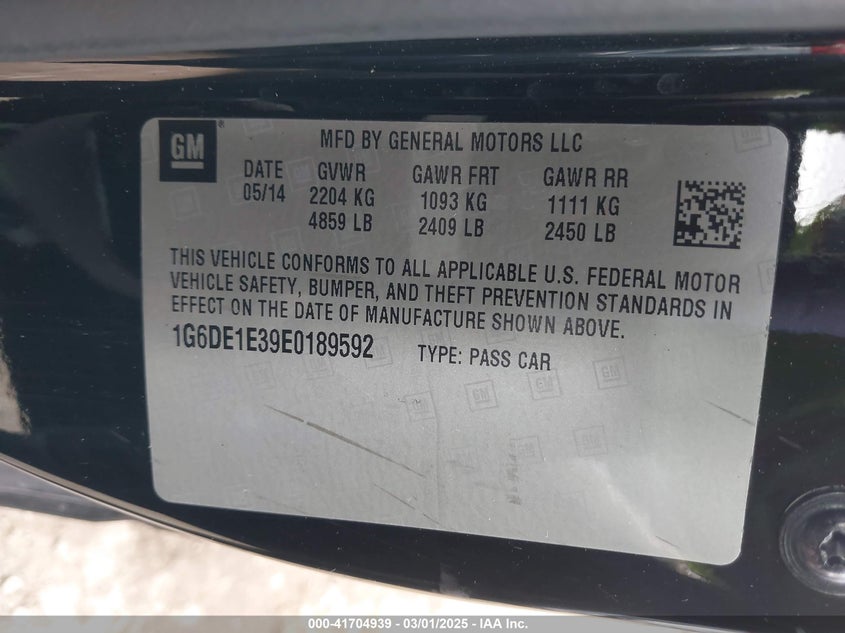 GM
MFD BY GENERAL MOTORS LLC
DATE GVWR GAWR FRT GAWR RR
05/14 2204 KG 1093 KG 1111 KG
4859 LB 2409 LB 2450 LB
THIS VEHICLE CONFORMS TO ALL APPLICABLE U.S. FEDERAL MOTOR
VEHICLE SAFETY, BUMPER, AND THEFT PREVENTION STANDARDS IN
EFFECT ON THE DATE OF MANUFACTURE SHOWN ABOVE.
1G6DE1E39E0189592 TYPE: PASS CAR
000-41704939 - 03/01/2025 - IAA Inc.